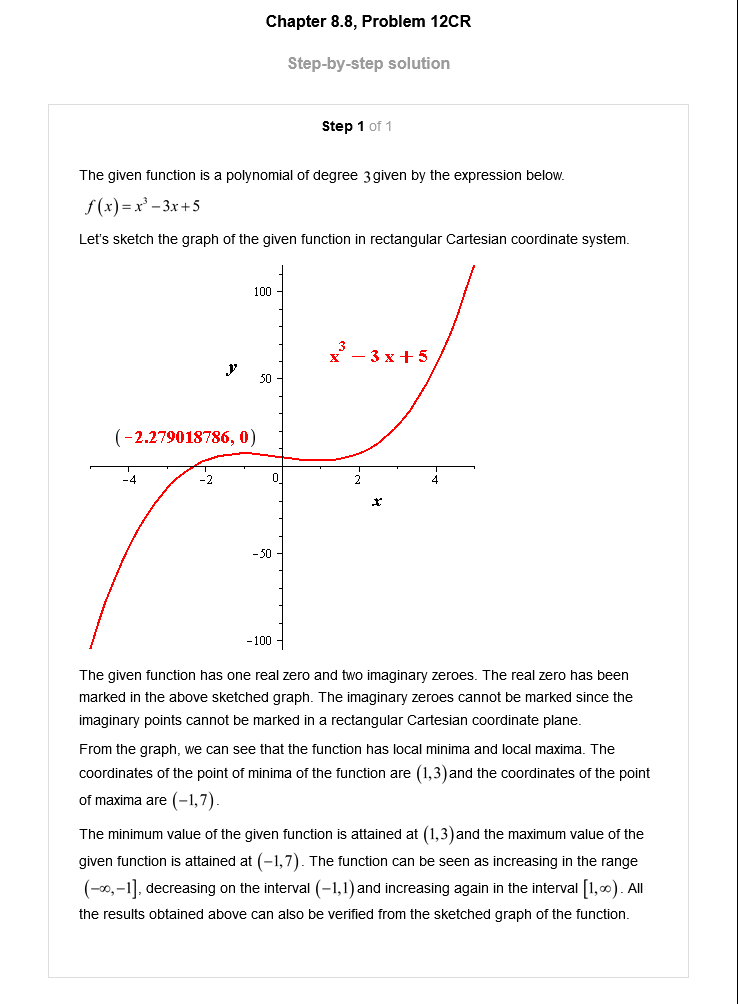 Chapter 8.8, Problem 12CR
Step-by-step solution
Step 1 of 1
The given function is a polynomial of degree 3 given by the expression below.
f(x) = x³ − 3x + 5
Let's sketch the graph of the given function in rectangular Cartesian coordinate system.
100
x³ − 3 x + 5
y
50
(−2.279018786, 0)
−4
−2
0
2
4
x
−50
−100
The given function has one real zero and two imaginary zeroes. The real zero has been
marked in the above sketched graph. The imaginary zeroes cannot be marked since the
imaginary points cannot be marked in a rectangular Cartesian coordinate plane.
From the graph, we can see that the function has local minima and local maxima. The
coordinates of the point of minima of the function are (1,3) and the coordinates of the point
of maxima are (−1,7).
The minimum value of the given function is attained at (1,3) and the maximum value of the
given function is attained at (−1,7). The function can be seen as increasing in the range
(−∞,−1], decreasing on the interval (−1,1) and increasing again in the interval [1,∞). All
the results obtained above can also be verified from the sketched graph of the function.